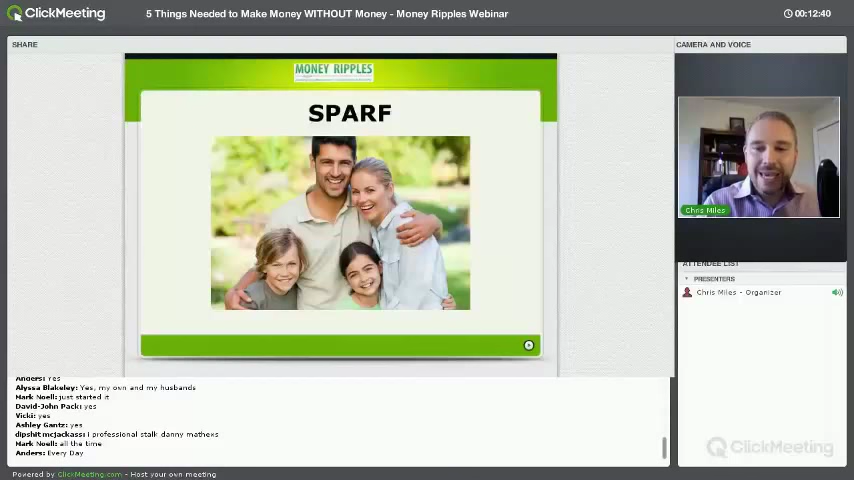 ClickMeeting
5 Things Needed to Make Money WITHOUT Money - Money Ripples Webinar
00:12:40
SHARE
CAMERA AND VOICE
MONEY RIPPLES
SPARF
Chris Miles
ATTENDEE LIST
PRESENTERS
Chris Miles - Organizer
Anders: Yes
Alyssa Blakeley: Yes, my own and my husbands
Mark Noell: just started it
David-John Pack: yes
Vicki: yes
Ashley Gantz: yes
dipshit mcjackass: i professional stalk danny mathexs
Mark Noell: all the time
Anders: Every Day
ClickMeeting
Powered by ClickMeeting.com - Host your own meeting